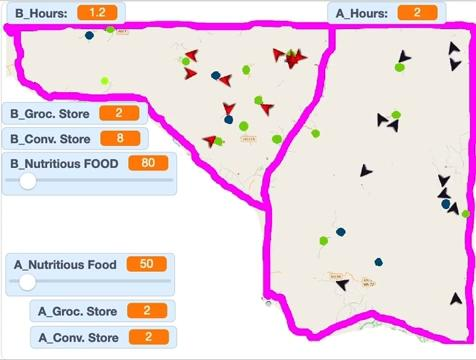 B_Hours: 1.2
A_Hours: 2
B_Groc. Store 2
B_Conv. Store 8
B_Nutritious FOOD 80
A_Nutritious Food 50
A_Groc. Store 2
A_Conv. Store 2